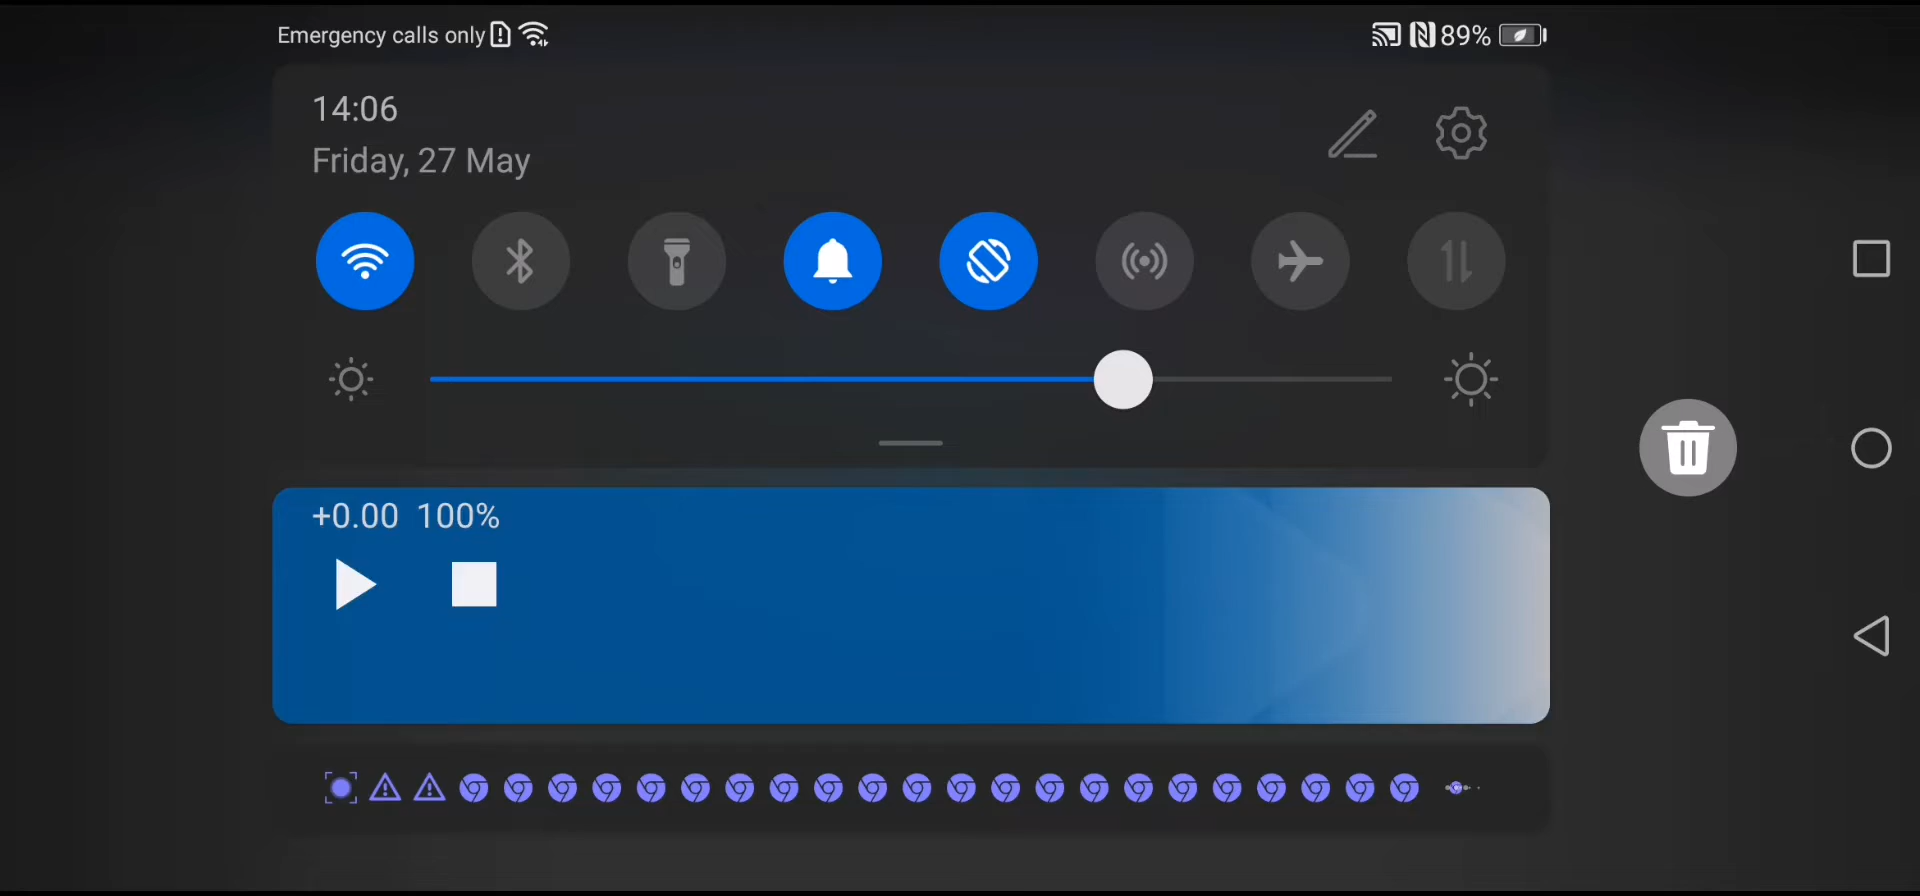 Emergency calls only
89%
14:06
Friday, 27 May
+0.00 100%